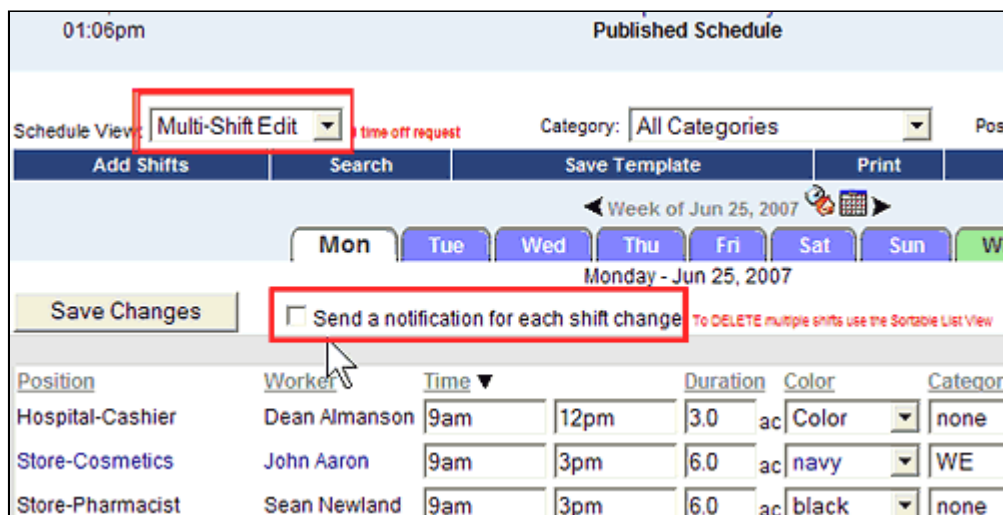 01:06pm Published Schedule
Schedule View: Multi-Shift Edit time off request Category: All Categories
Add Shifts Search Save Template Print
Week of Jun 25, 2007
Mon Tue Wed Thu Fri Sat Sun
Monday - Jun 25, 2007
Save Changes Send a notification for each shift change To DELETE multiple shifts use the Sortable List View
Position Worker Time ▼ Duration Color
Hospital-Cashier Dean Almanson 9am 12pm 3.0 ac Color none
Store-Cosmetics John Aaron 9am 3pm 6.0 ac navy WE
Store-Pharmacist Sean Newland 9am 3pm 6.0 ac black none